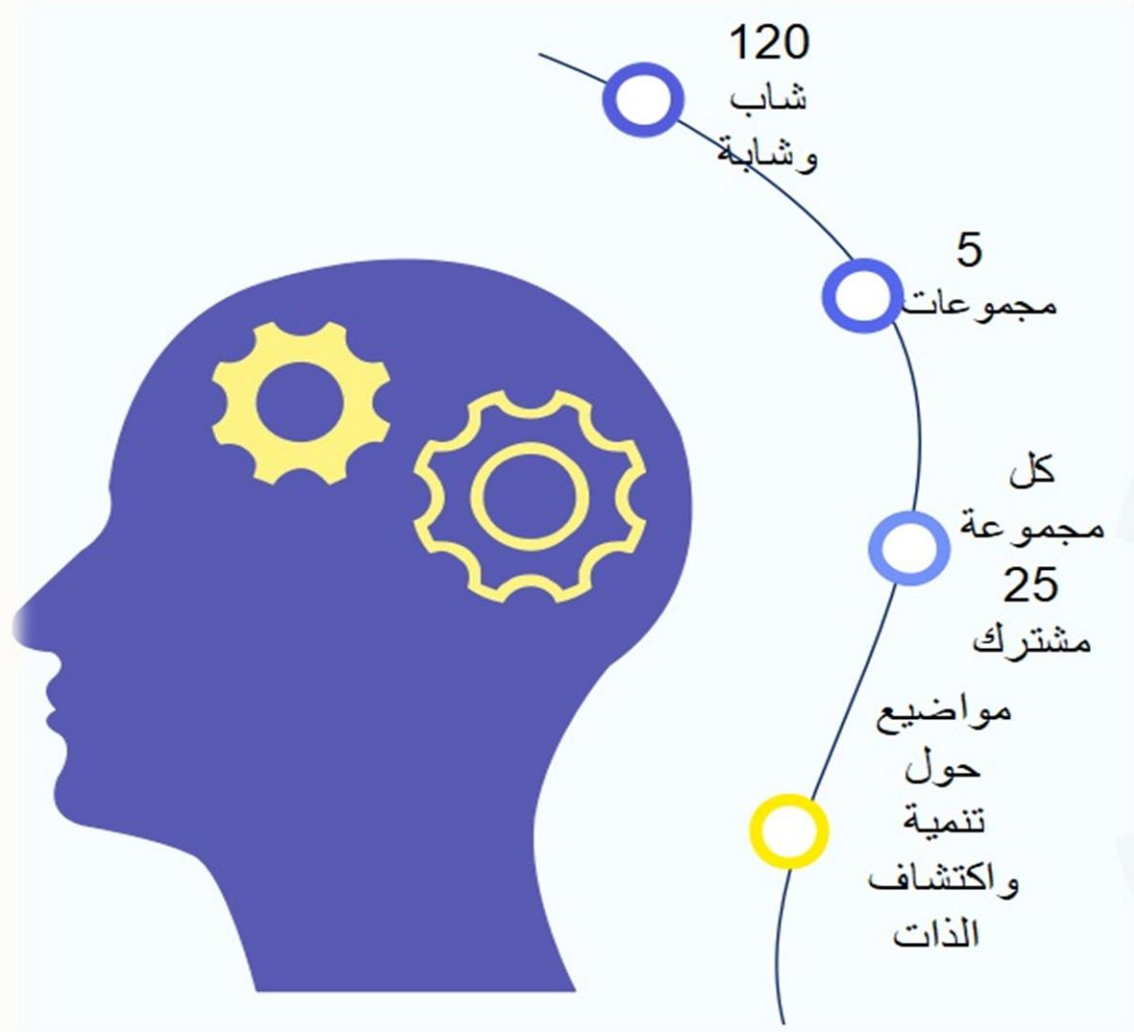 120
شاب
وشابة
5
مجموعات
كل
مجموعة
25
مشترك
مواضيع
حول
تنمية
واكتشاف
الذات